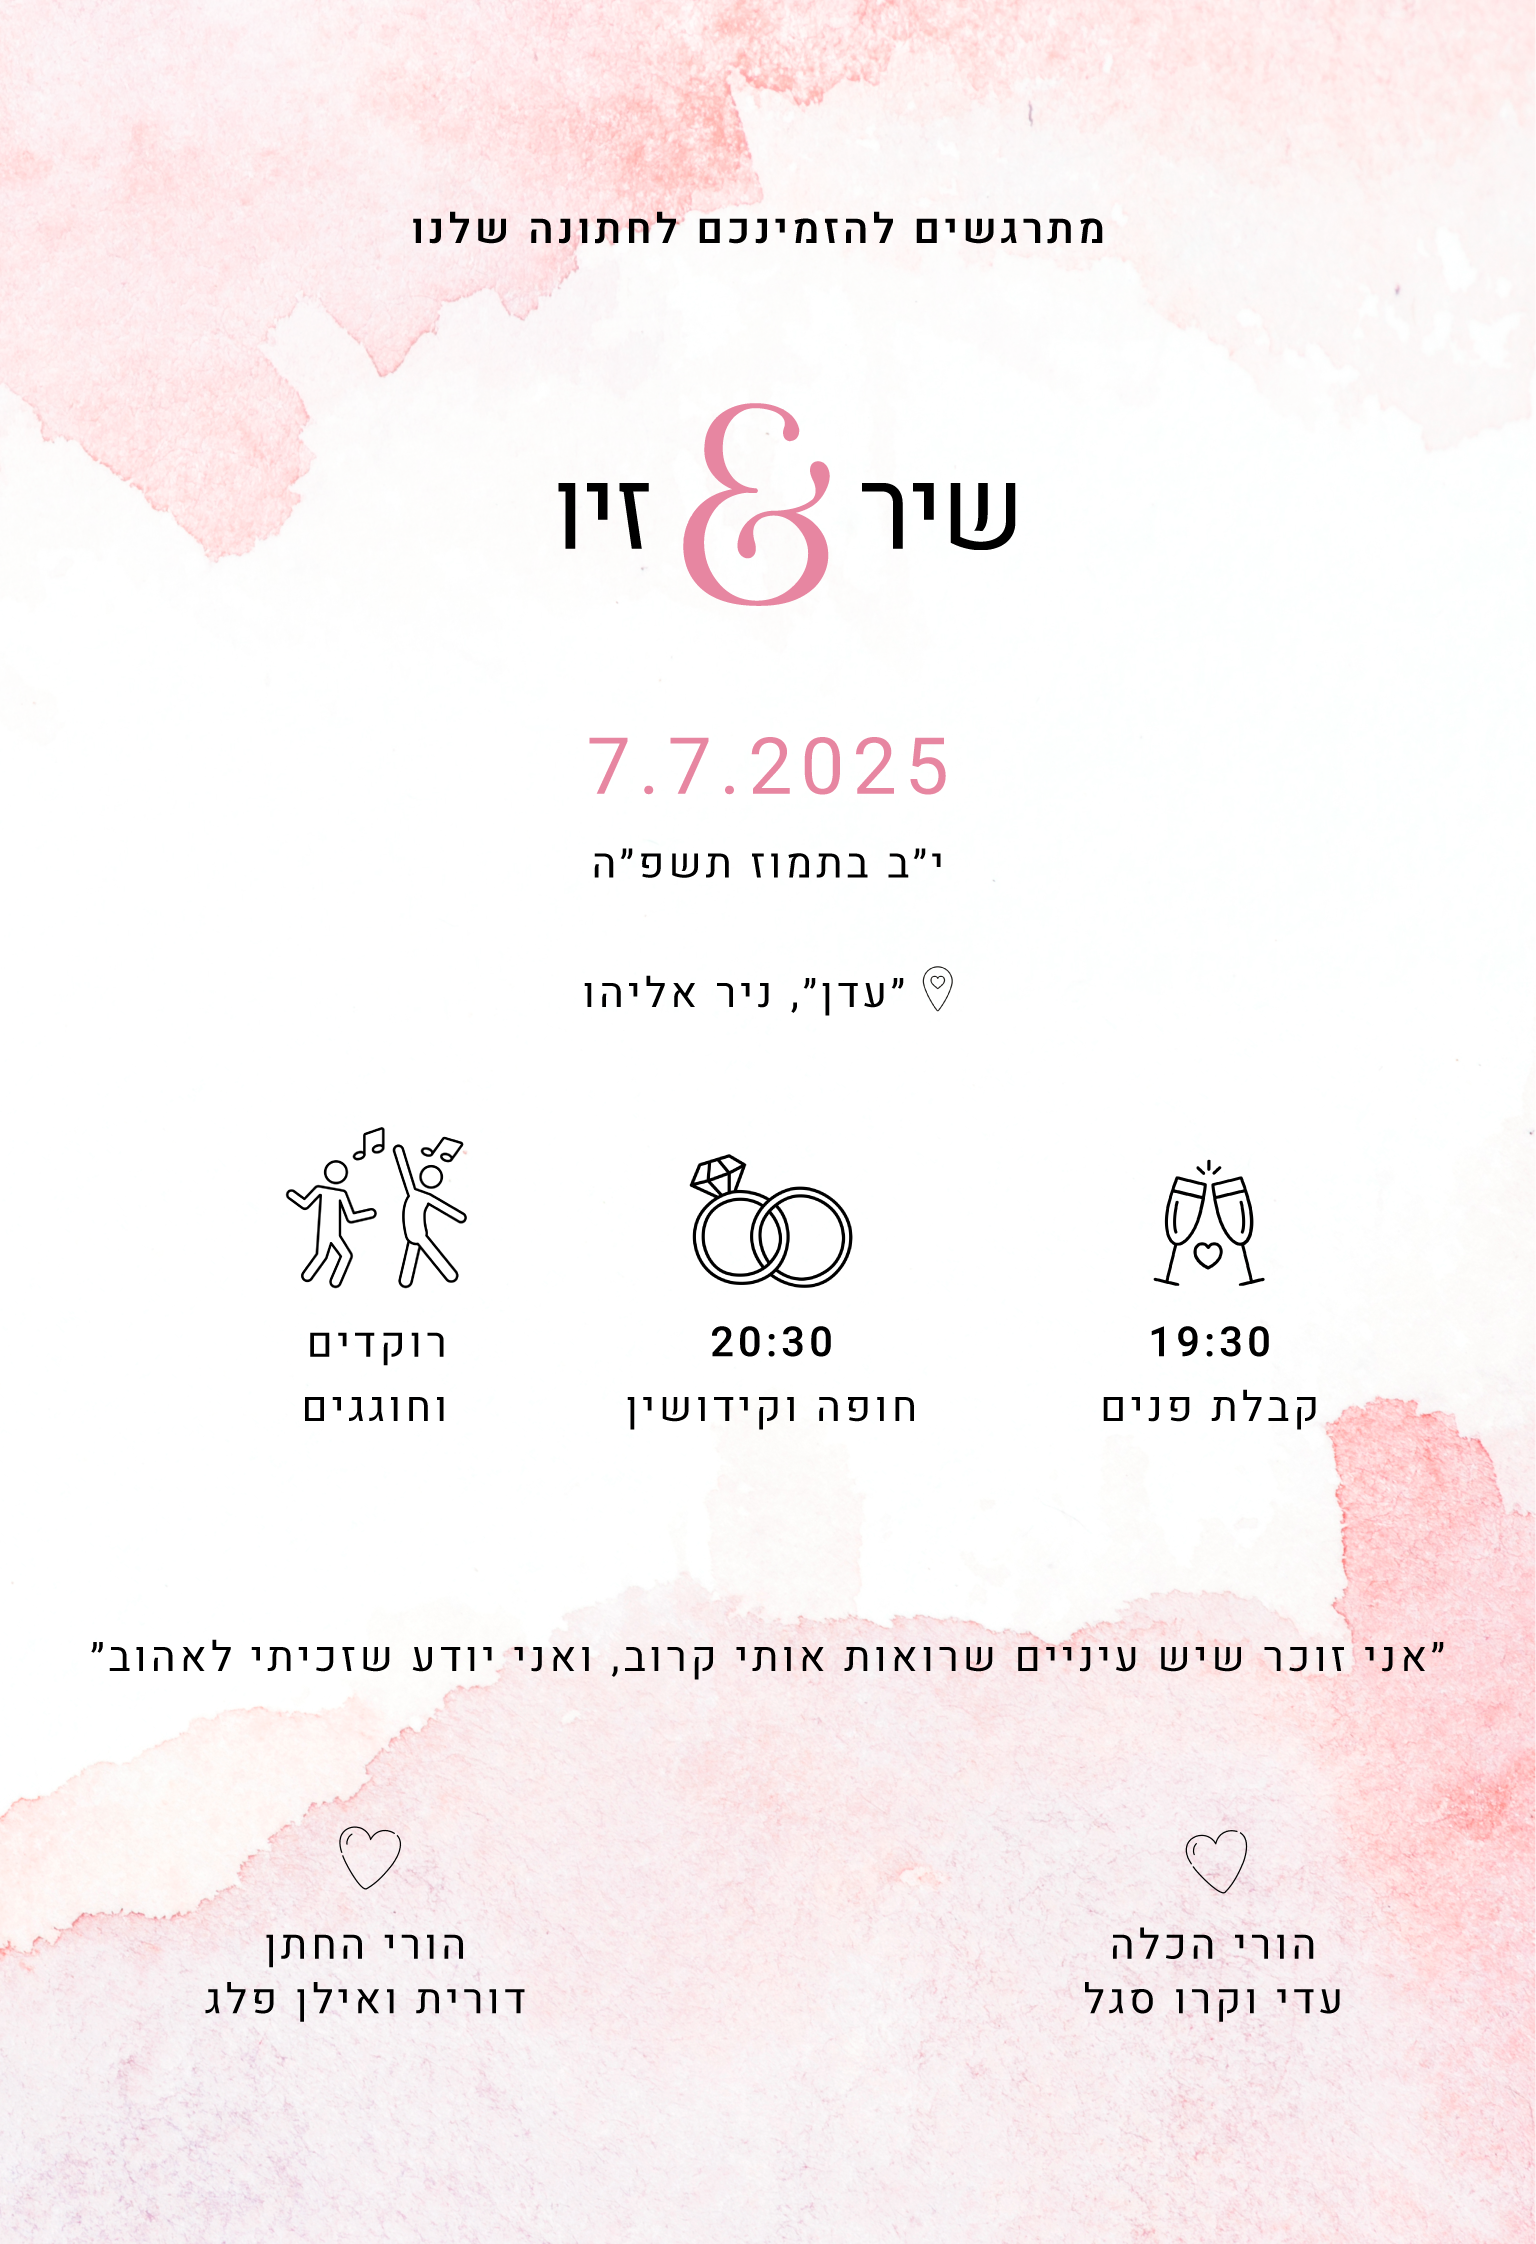 מתרגשים להזמינכם לחתונה שלנו
שיר & זיו
7.7.2025
י״ב בתמוז תשפ״ה
״עדן״, ניר אליהו
19:30
קבלת פנים
20:30
חופה וקידושין
רוקדים
וחוגגים
״אני זוכר שיש עיניים שרואות אותי קרוב, ואני יודע שזכיתי לאהוב״
הורי הכלה
עדי וקרו סגל
הורי החתן
דורית ואילן פלג